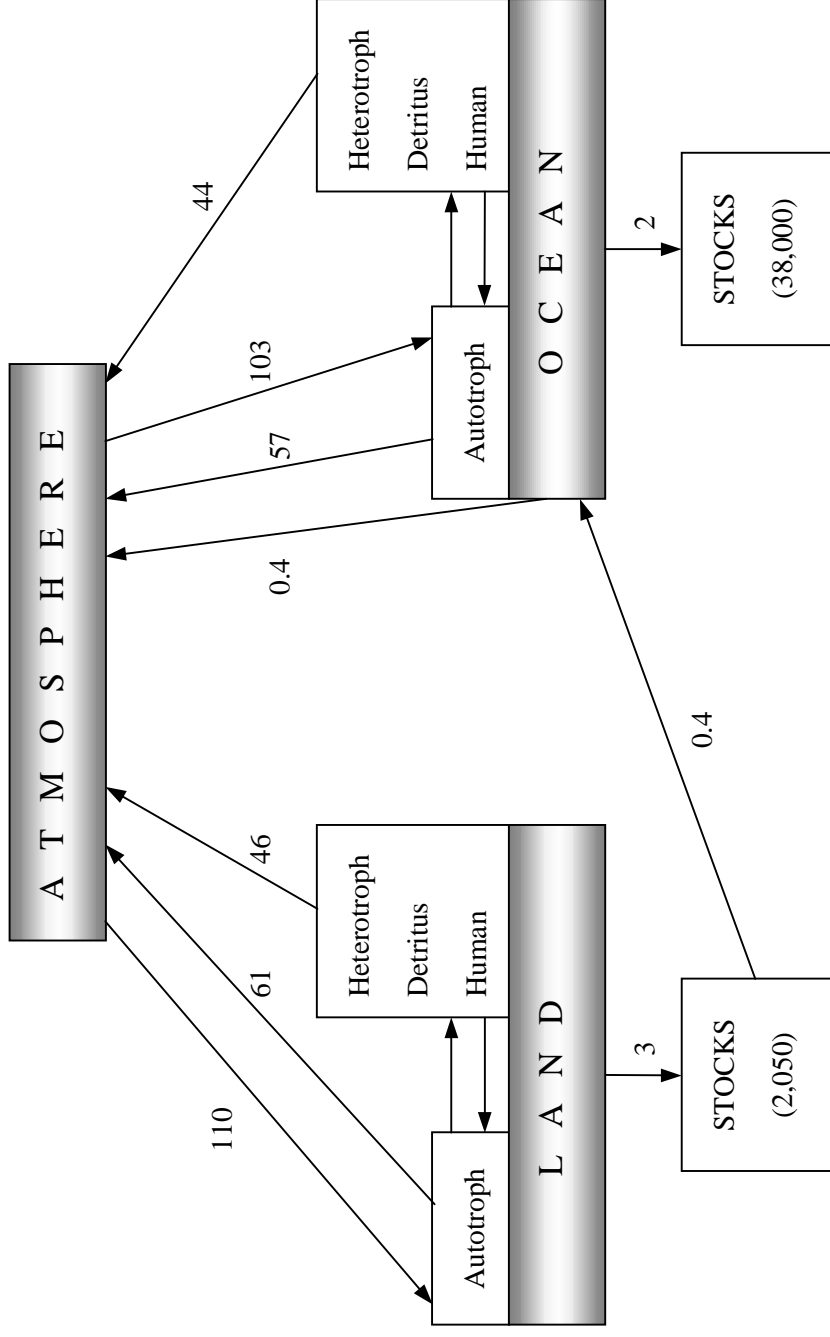 A T M O S P H E R E
110
61
46
0.4
57
103
44
Autotroph
Heterotroph
Detritus
Human
L A N D
3
STOCKS
(2,050)
0.4
Autotroph
Heterotroph
Detritus
Human
O C E A N
2
STOCKS
(38,000)